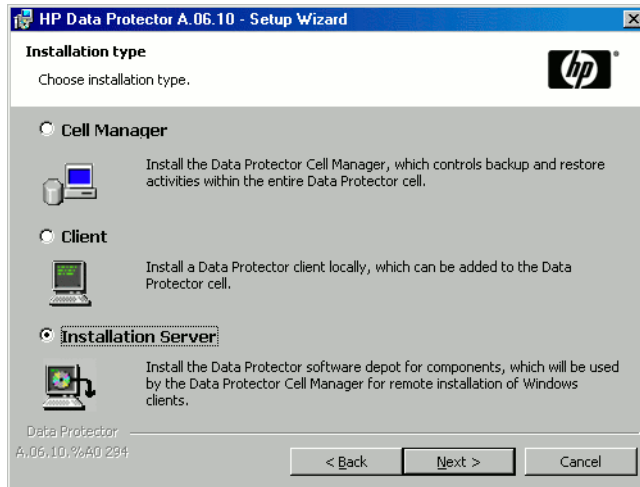 HP Data Protector A.06.10 - Setup Wizard
Installation type
Choose installation type.
hp
Cell Manager
Install the Data Protector Cell Manager, which controls backup and restore
activities within the entire Data Protector cell.
Client
Install a Data Protector client locally, which can be added to the Data
Protector cell.
Installation Server
Install the Data Protector software depot for components, which will be used
by the Data Protector Cell Manager for remote installation of Windows
clients.
Data Protector
A.06.10.%A0 294
< Back
Next >
Cancel